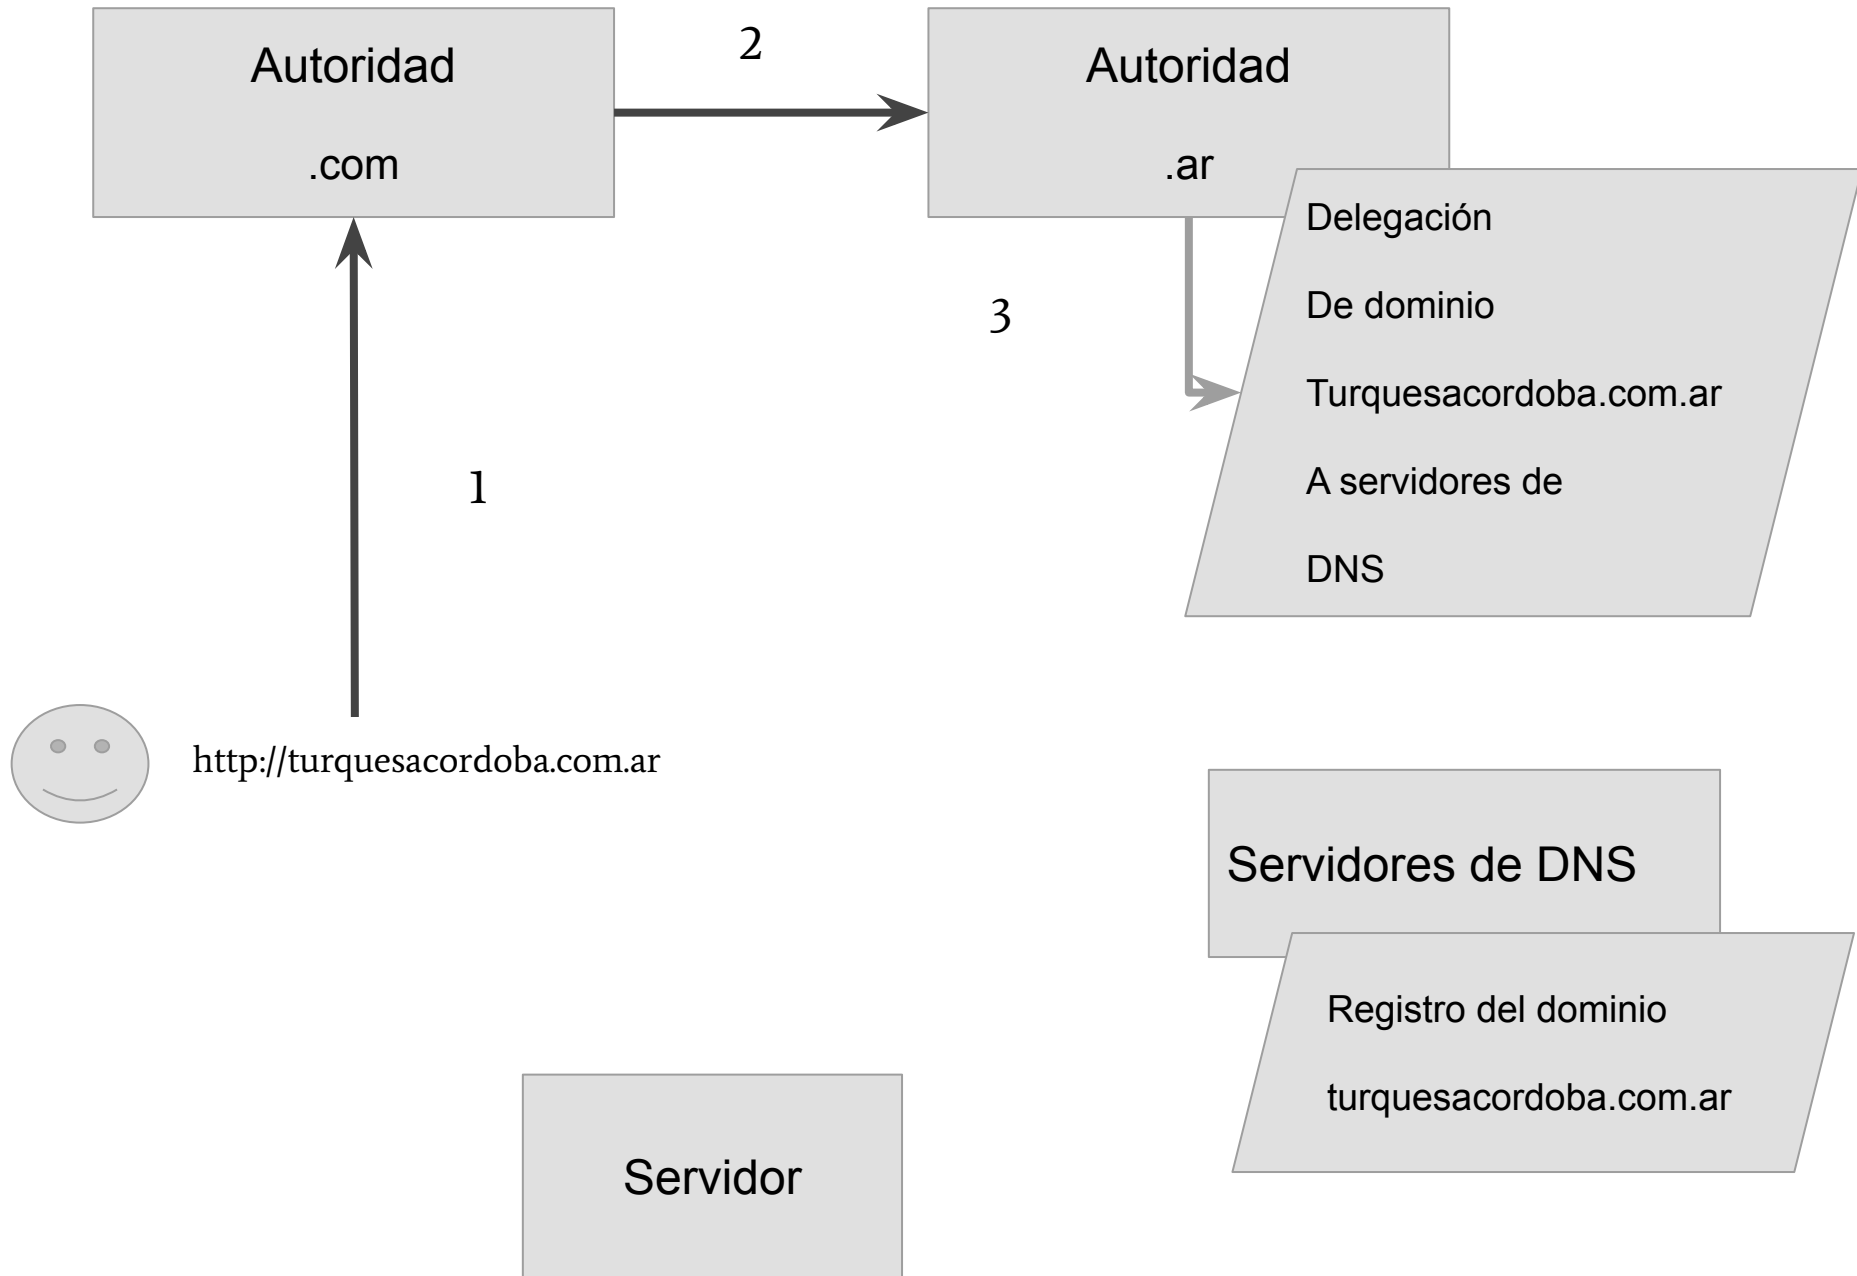 Autoridad
.com
2
Autoridad
.ar
Delegación
De dominio
Turquesacordoba.com.ar
A servidores de
DNS
3
1
http://turquesacordoba.com.ar
Servidores de DNS
Registro del dominio
turquesacordoba.com.ar
Servidor